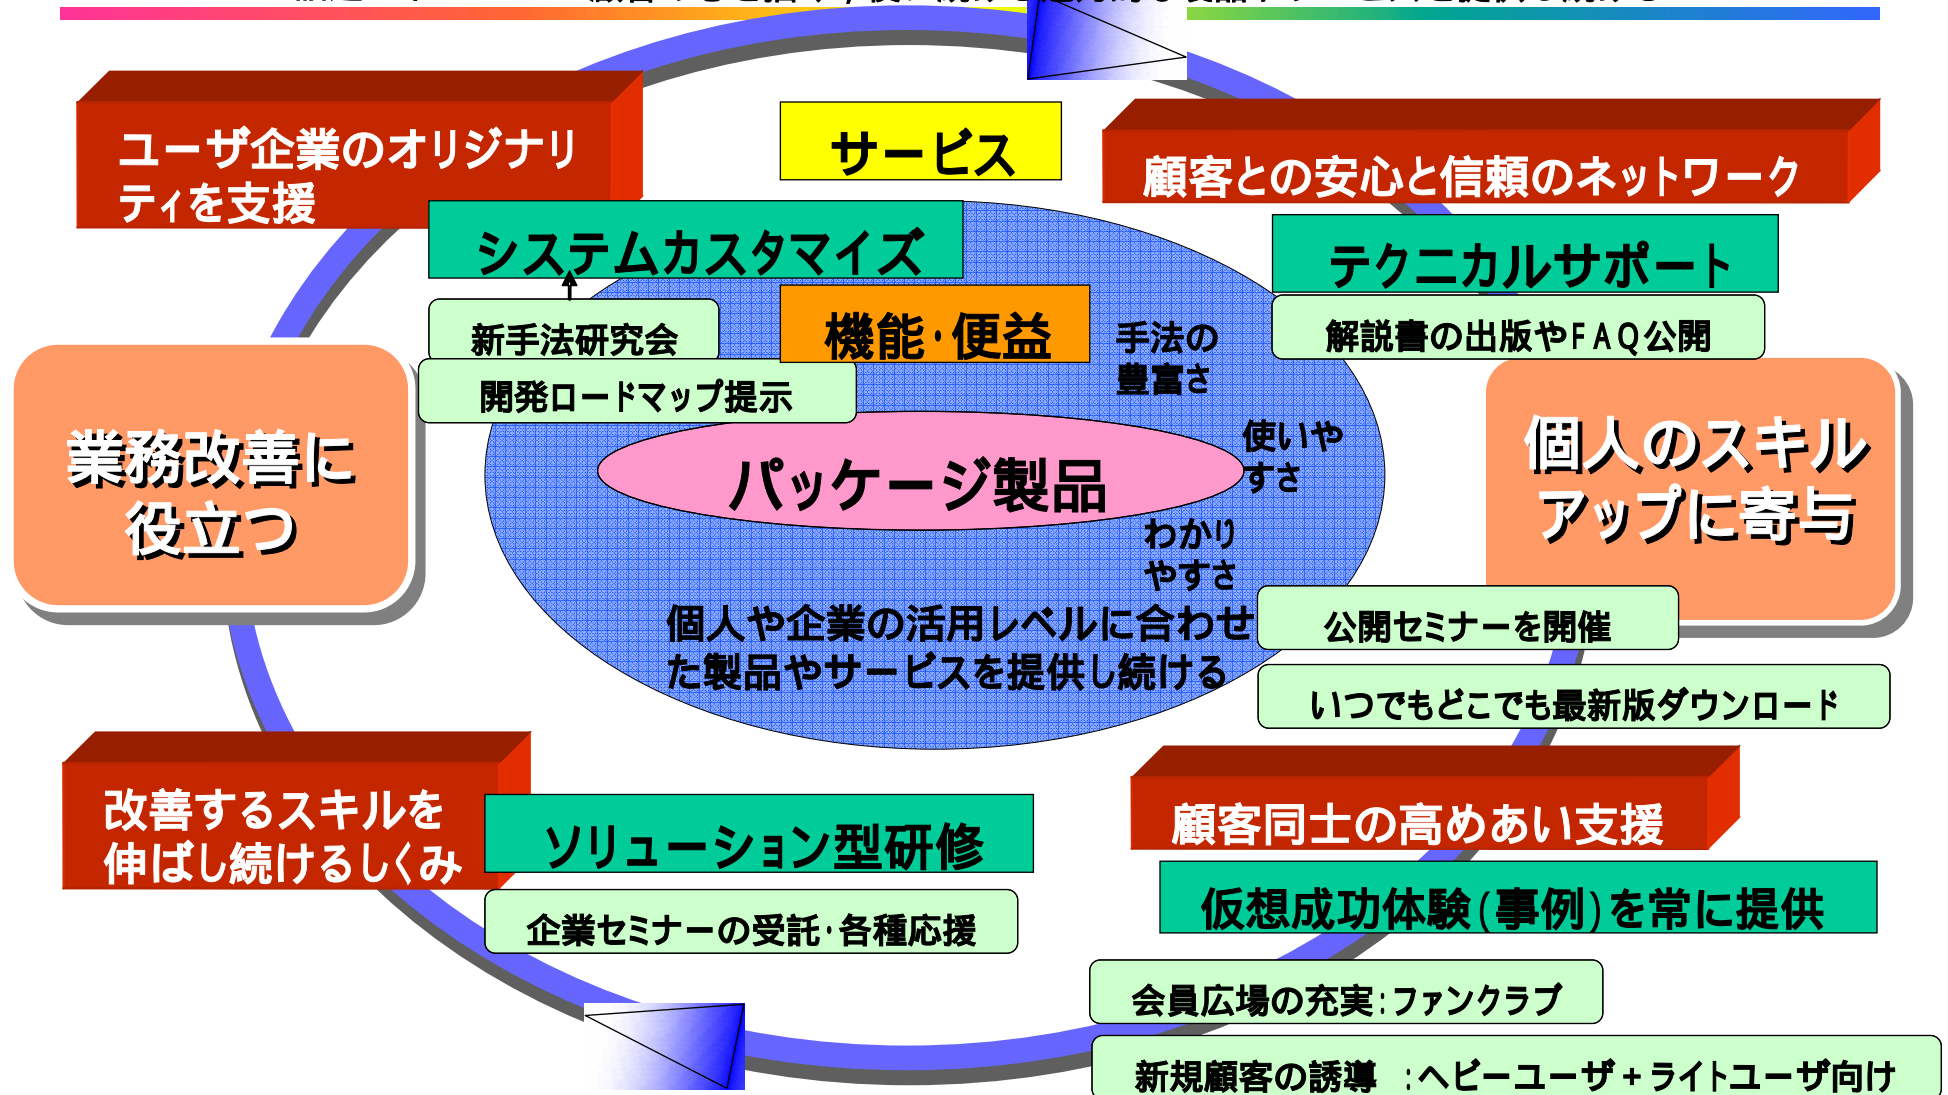 ユーザ企業のオリジナリ
ティを支援
サービス
顧客との安心と信頼のネットワーク
システムカスタマイズ
テクニカルサポート
新手法研究会
機能・便益
手法の
豊富さ
解説書の出版やFAQ公開
開発ロードマップ提示
業務改善に
役立つ
パッケージ製品
使いや
すさ
個人のスキル
アップに寄与
わかり
やすさ
個人や企業の活用レベルに合わせ
た製品やサービスを提供し続ける
公開セミナーを開催
いつでもどこでも最新版ダウンロード
改善するスキルを
伸ばし続けるしくみ
ソリューション型研修
企業セミナーの受託・各種応援
顧客同士の高めあい支援
仮想成功体験(事例)を常に提供
会員広場の充実:ファンクラブ
新規顧客の誘導 :ヘビーユーザ+ライトユーザ向け